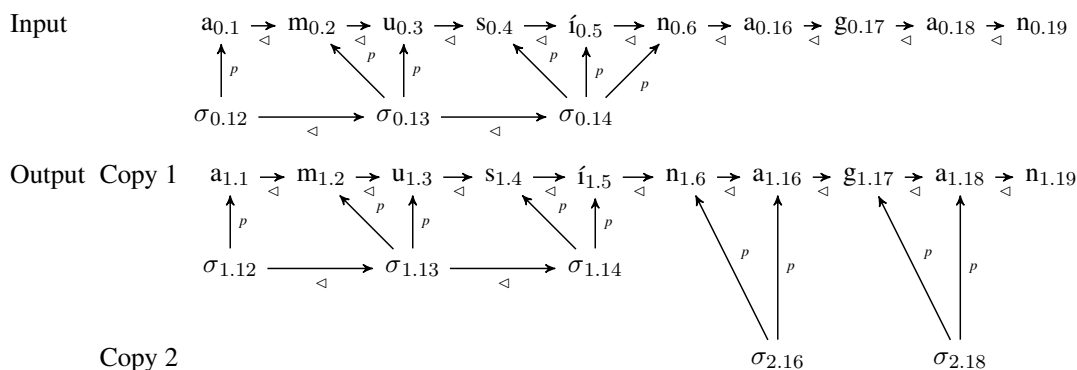 Input a₀.₁ ◁ m₀.₂ ◁ u₀.₃ ◁ s₀.₄ ◁ í₀.₅ ◁ n₀.₆ ◁ a₀.₁₆ ◁ g₀.₁₇ ◁ a₀.₁₈ ◁ n₀.₁₉
p p p p p p
σ₀.₁₂ ◁ σ₀.₁₃ ◁ σ₀.₁₄
Output Copy 1 a₁.₁ ◁ m₁.₂ ◁ u₁.₃ ◁ s₁.₄ ◁ í₁.₅ ◁ n₁.₆ ◁ a₁.₁₆ ◁ g₁.₁₇ ◁ a₁.₁₈ ◁ n₁.₁₉
p p p p p
σ₁.₁₂ ◁ σ₁.₁₃ ◁ σ₁.₁₄
p p p p
Copy 2 σ₂.₁₆ σ₂.₁₈